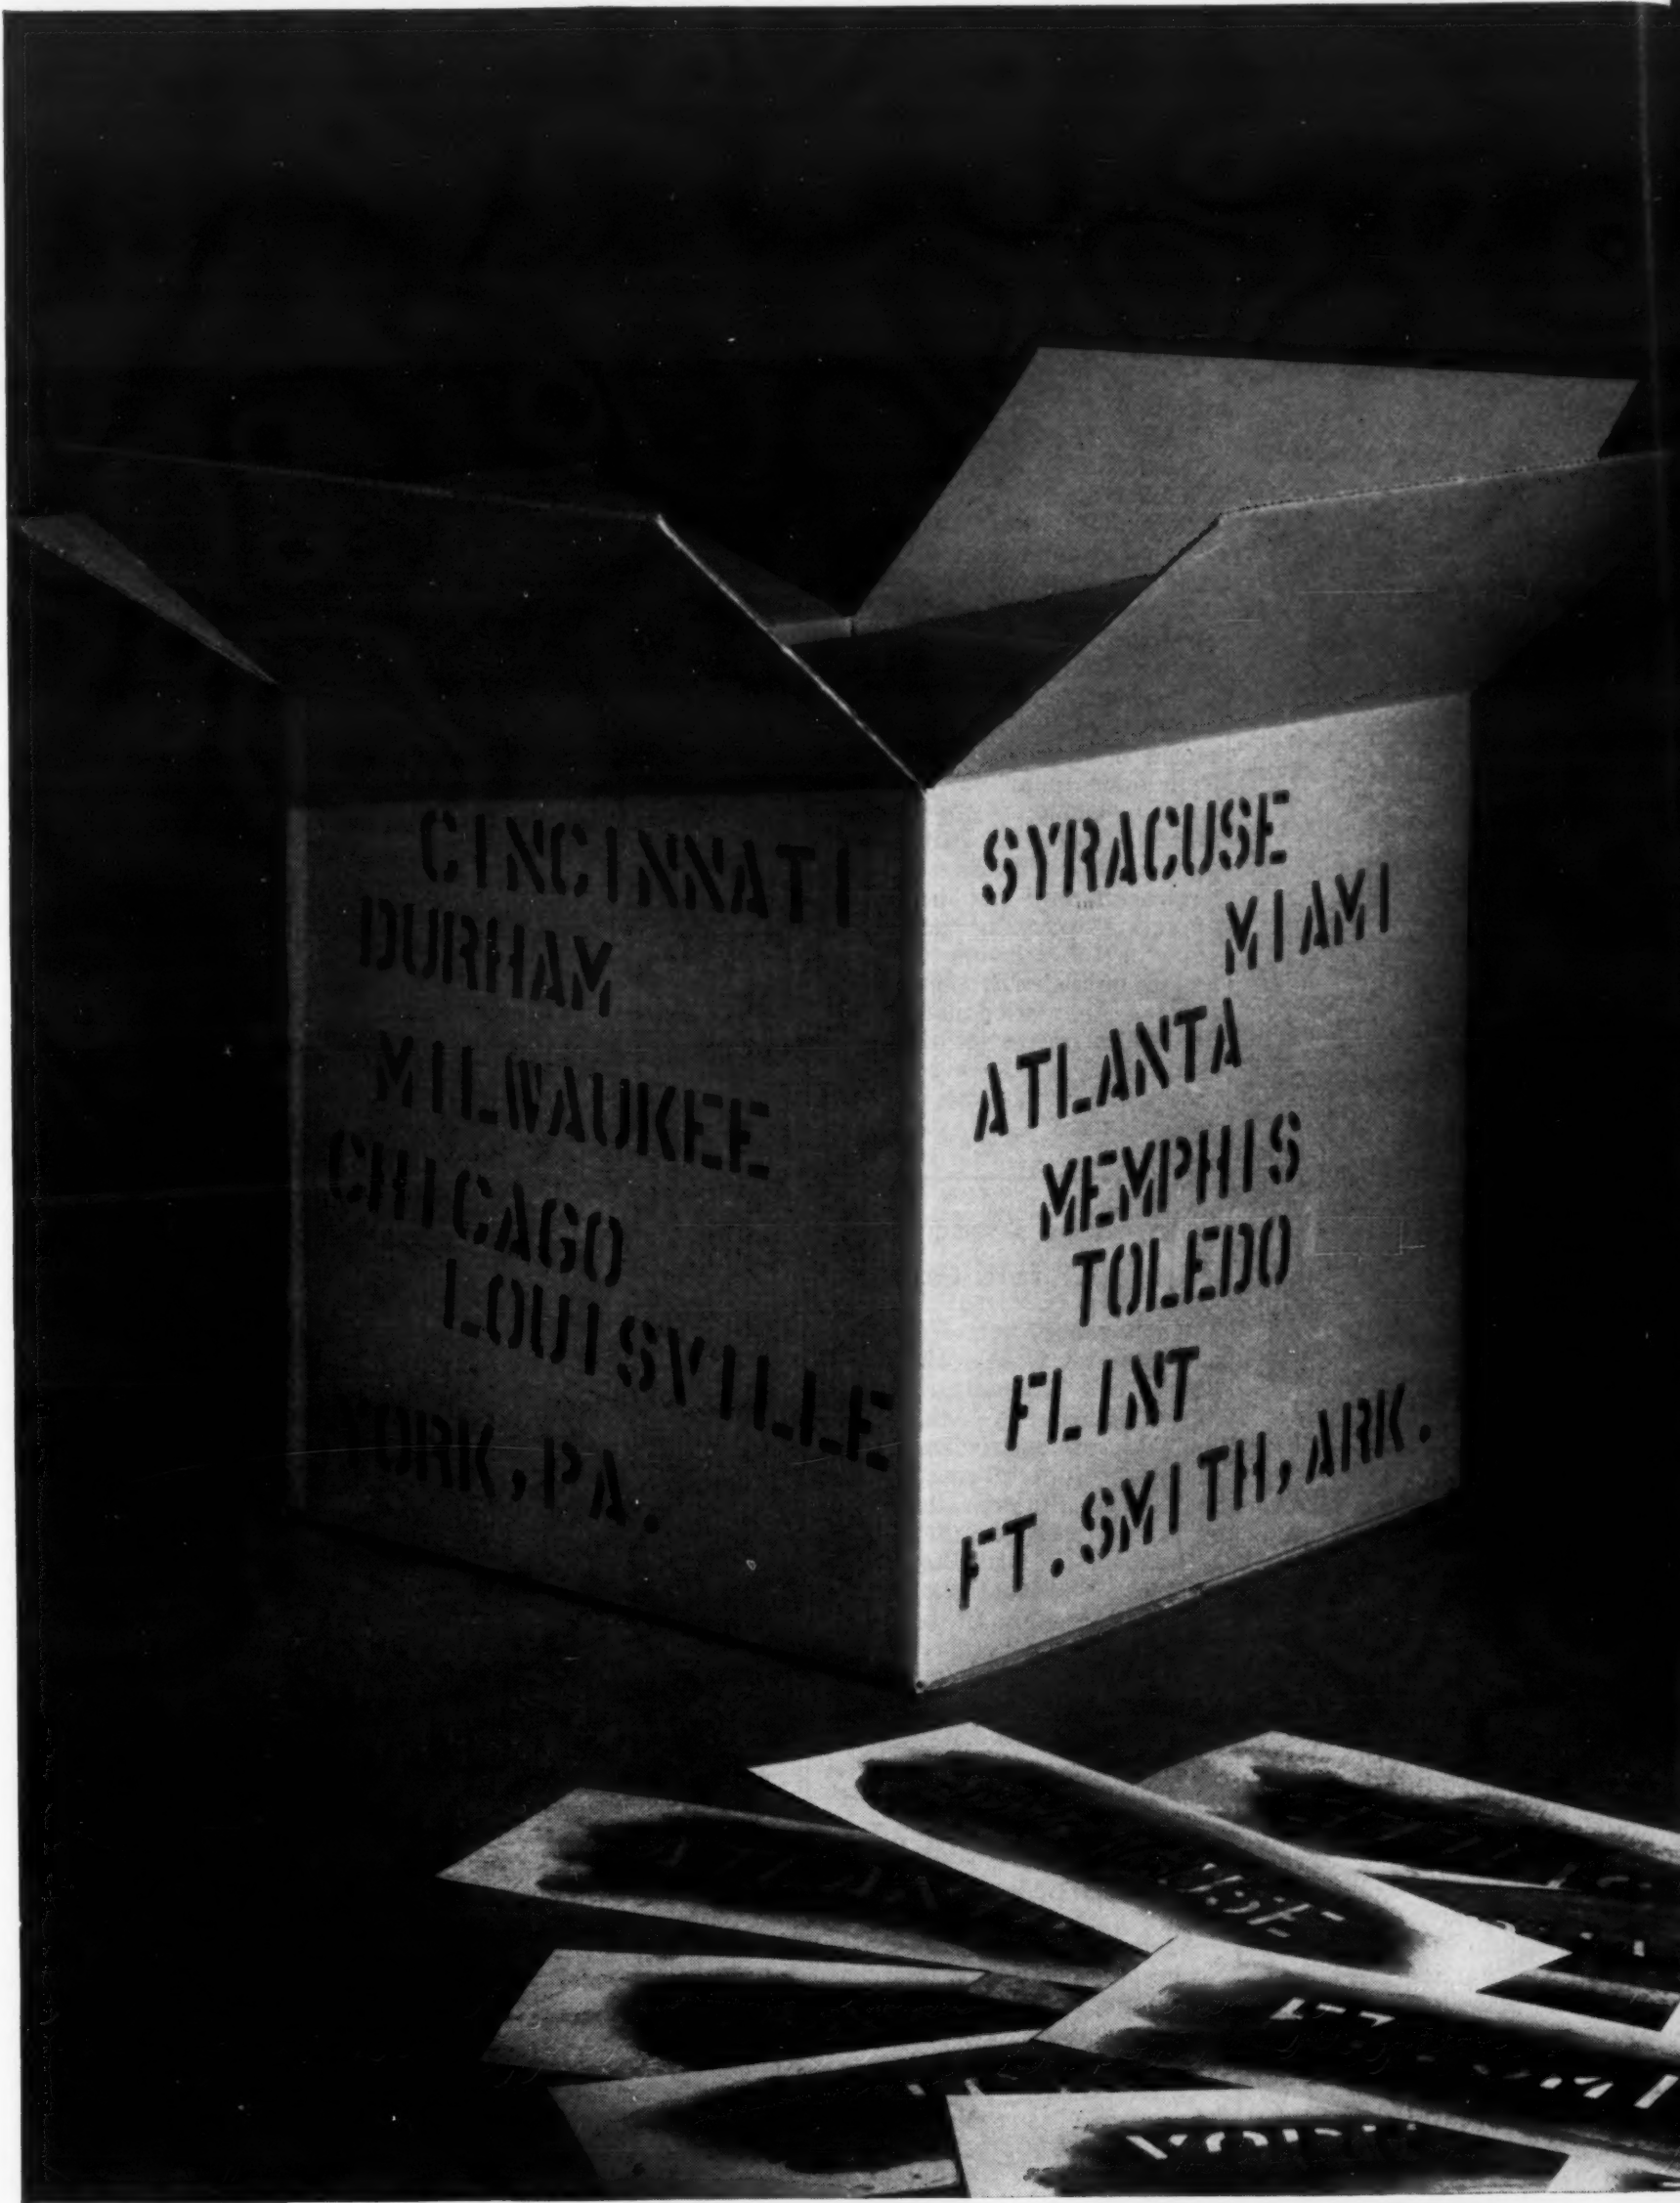 CINCINNATI
DURHAM
MILWAUKEE
CHICAGO
LOUISVILLE
YORK, PA.
SYRACUSE
MIAMI
ATLANTA
MEMPHIS
TOLEDO
FLINT
FT. SMITH, ARK.